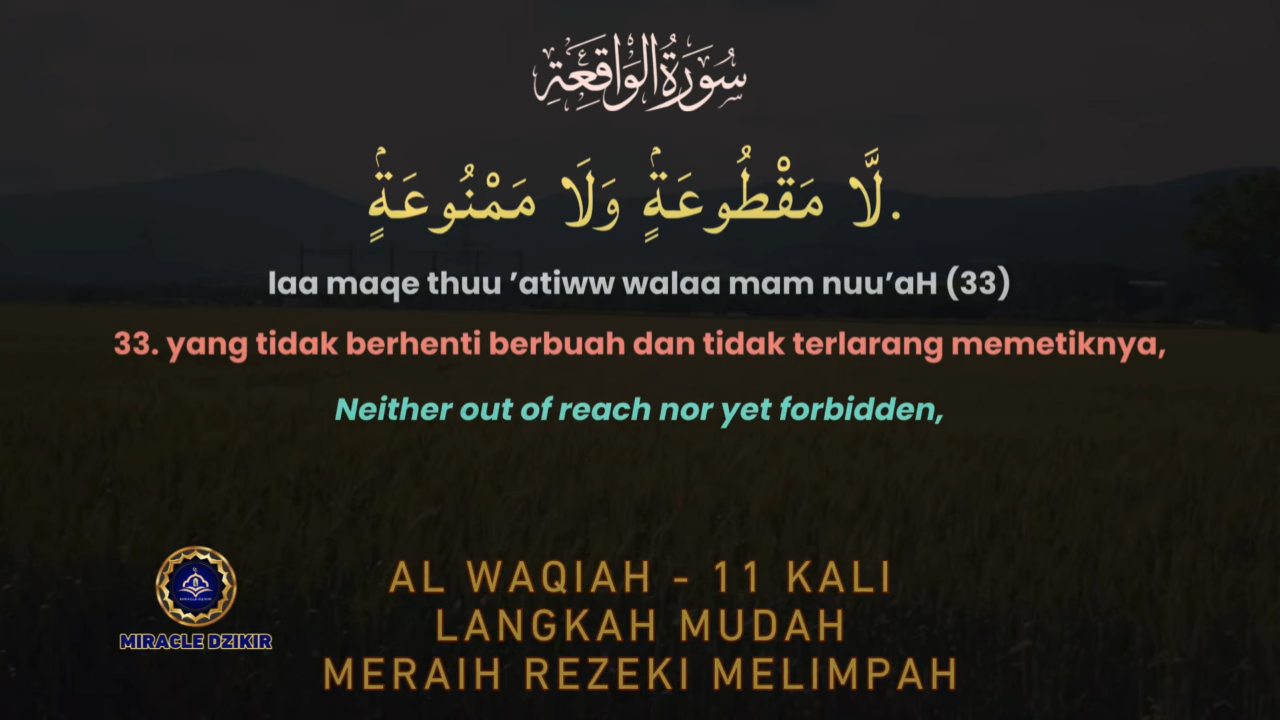 سُورَةُ الْوَاقِعَةِ
لَّا مَقْطُوعَةٍۢ وَلَا مَمْنُوعَةٍۢ.
laa maqe thuu ’atiww walaa mam nuu’aH (33)
33. yang tidak berhenti berbuah dan tidak terlarang memetiknya,
Neither out of reach nor yet forbidden,
AL WAQIAH - 11 KALI
LANGKAH MUDAH
MERAIH REZEKI MELIMPAH
MIRACLE DZIKIR
MIRACLE DZIKIR